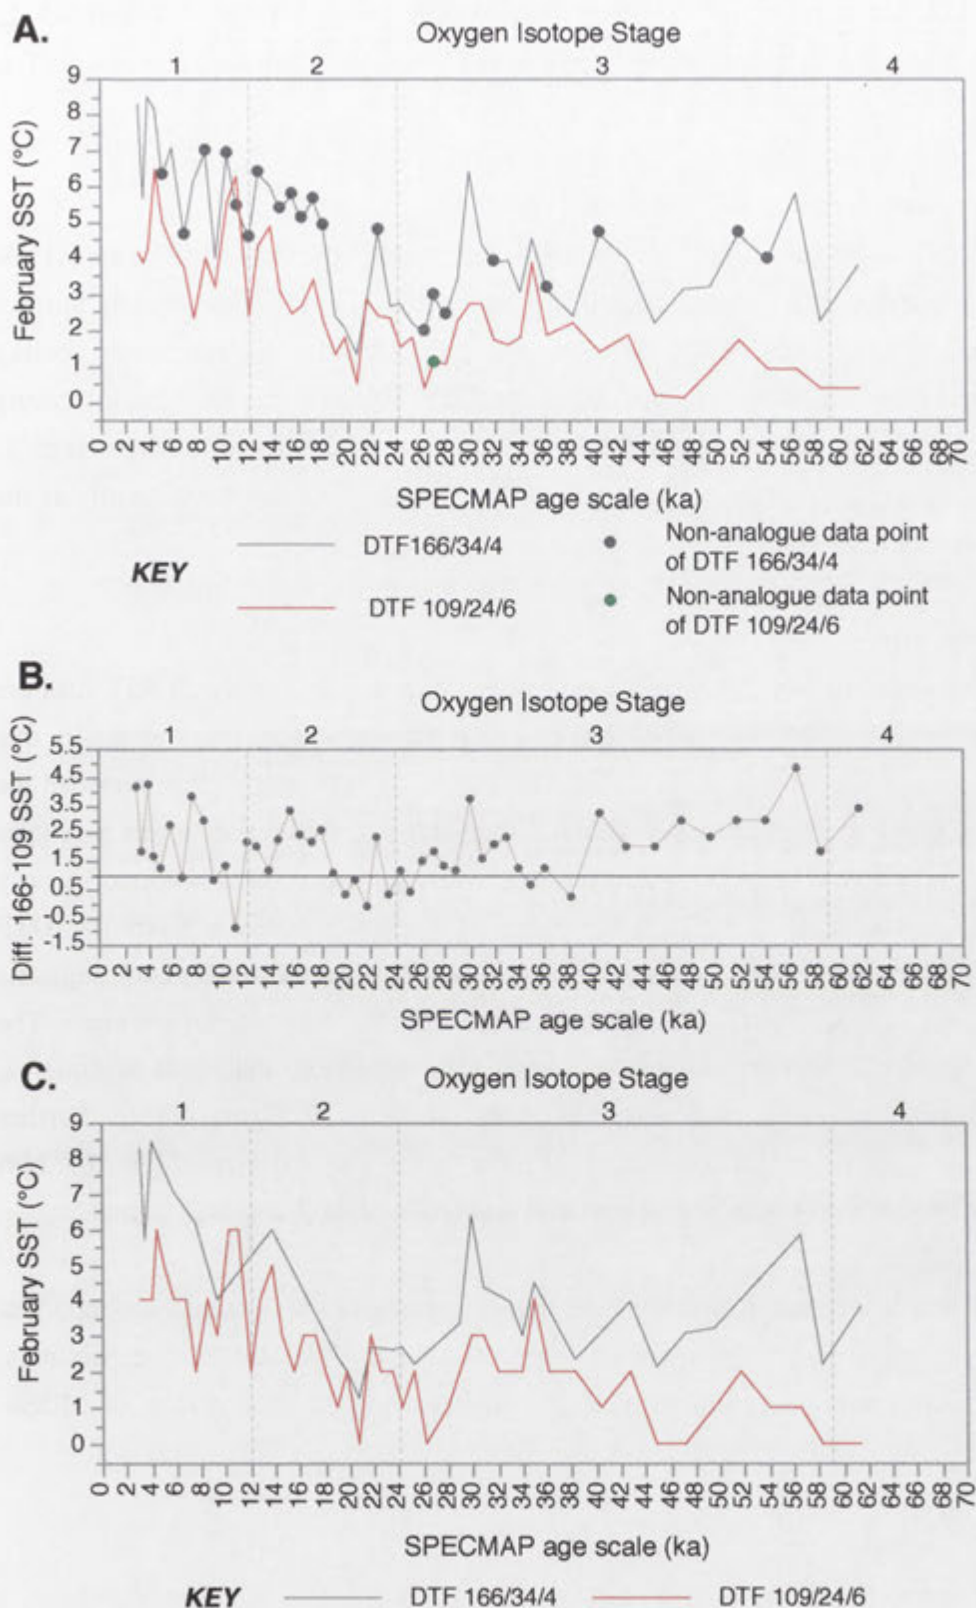 A.
Oxygen Isotope Stage
1 2 3 4
9
8
7
6
5
4
3
2
1
0
February SST (°C)
0 2 4 6 8 10 12 14 16 18 20 22 24 26 28 30 32 34 36 38 40 42 44 46 48 50 52 54 56 58 60 62 64 66 68 70
SPECMAP age scale (ka)
KEY
DTF166/34/4
Non-analogue data point
of DTF 166/34/4
DTF 109/24/6
Non-analogue data point
of DTF 109/24/6
B.
Oxygen Isotope Stage
1 2 3 4
5.5
4.5
3.5
2.5
1.5
0.5
-0.5
-1.5
Diff. 166-109 SST (°C)
0 2 4 6 8 10 12 14 16 18 20 22 24 26 28 30 32 34 36 38 40 42 44 46 48 50 52 54 56 58 60 62 64 66 68 70
SPECMAP age scale (ka)
C.
Oxygen Isotope Stage
1 2 3 4
9
8
7
6
5
4
3
2
1
0
February SST (°C)
0 2 4 6 8 10 12 14 16 18 20 22 24 26 28 30 32 34 36 38 40 42 44 46 48 50 52 54 56 58 60 62 64 66 68 70
SPECMAP age scale (ka)
KEY
DTF 166/34/4
DTF 109/24/6